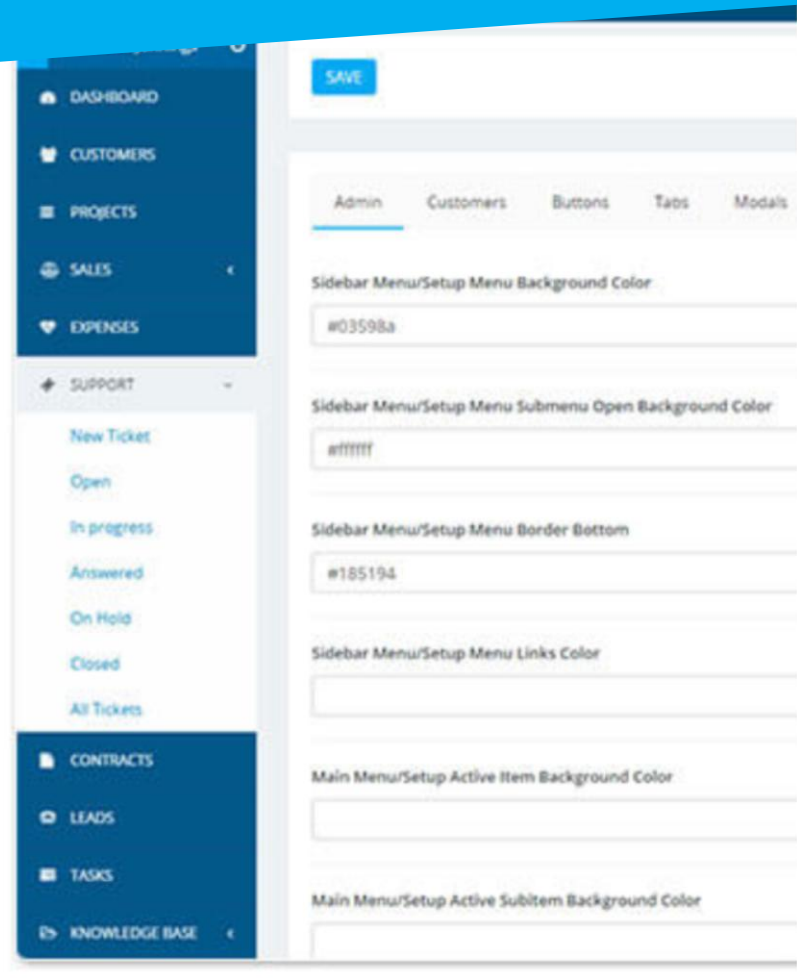 SAVE
DASHBOARD
CUSTOMERS
PROJECTS
SALES
EXPENSES
SUPPORT
New Ticket
Open
In progress
Answered
On Hold
Closed
All Tickets
CONTRACTS
LEADS
TASKS
KNOWLEDGE BASE
Admin Customers Buttons Tabs Modals
Sidebar Menu/Setup Menu Background Color
#03598a
Sidebar Menu/Setup Menu Submenu Open Background Color
#ffffff
Sidebar Menu/Setup Menu Border Bottom
#185194
Sidebar Menu/Setup Menu Links Color
Main Menu/Setup Active Item Background Color
Main Menu/Setup Active Subitem Background Color